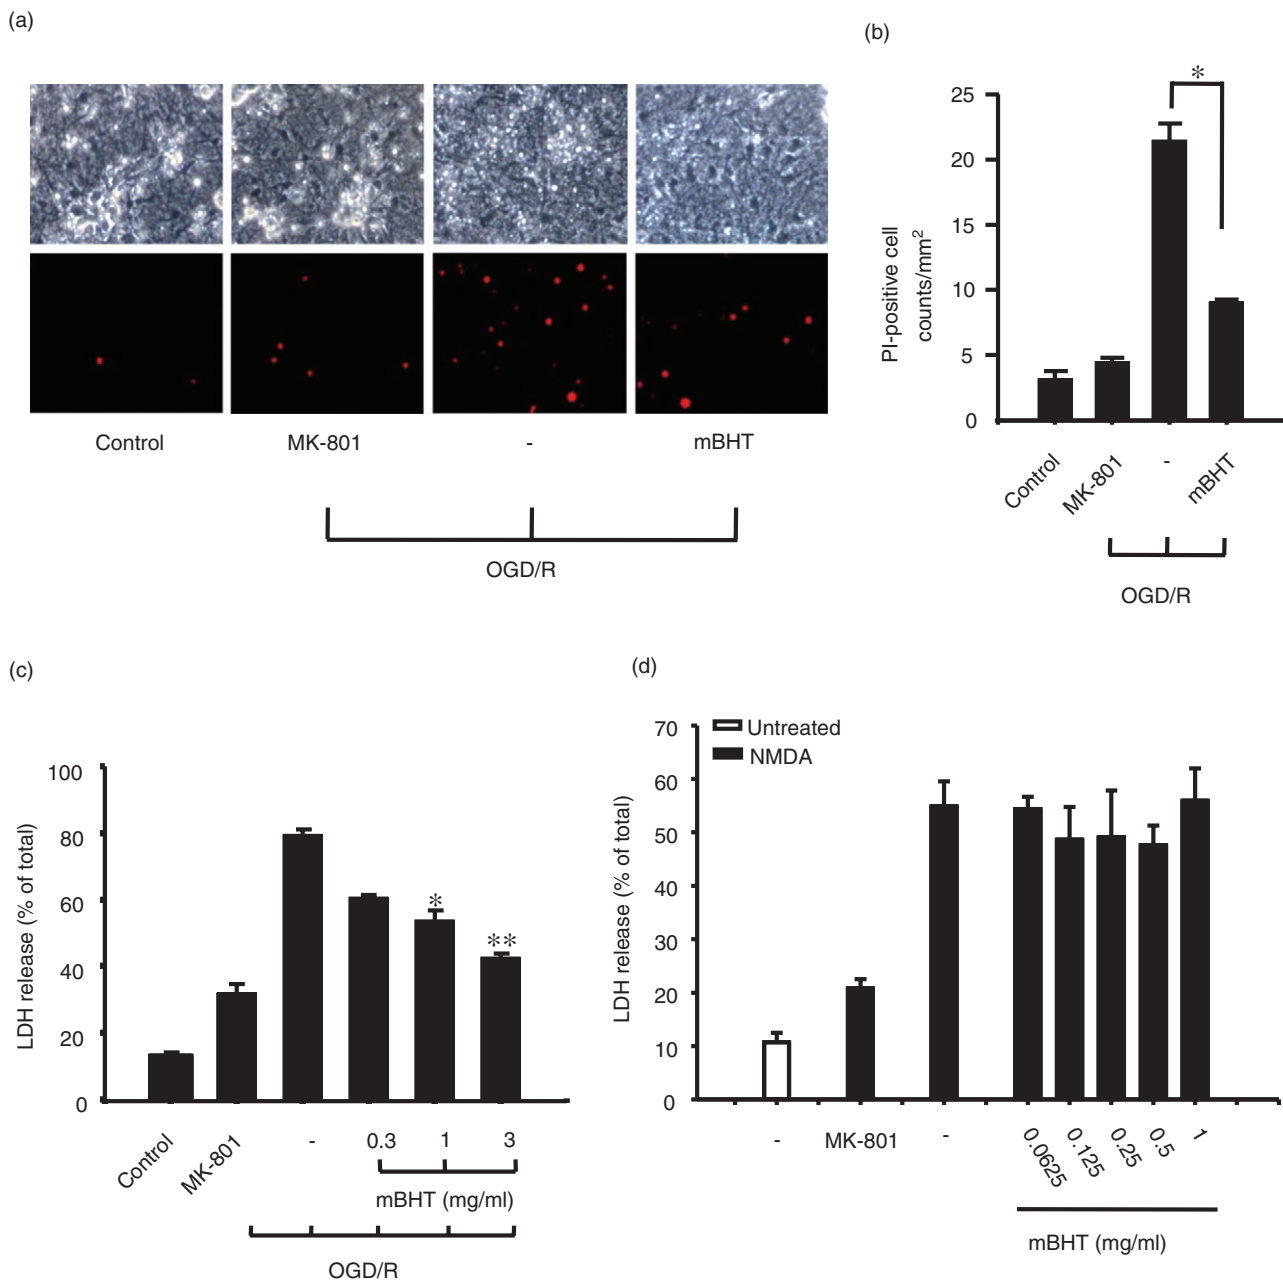 (a)
Control MK-801 - mBHT
OGD/R
(b)
*
25
20
15
10
5
0
PI-positive cell
counts/mm²
Control MK-801 - mBHT
OGD/R
(c)
100
80
60
40
20
0
LDH release (% of total)
*
**
Control MK-801 - 0.3 1 3
mBHT (mg/ml)
OGD/R
(d)
70
60
50
40
30
20
10
0
LDH release (% of total)
Untreated
NMDA
- MK-801 - 0.0625 0.125 0.25 0.5 1
mBHT (mg/ml)